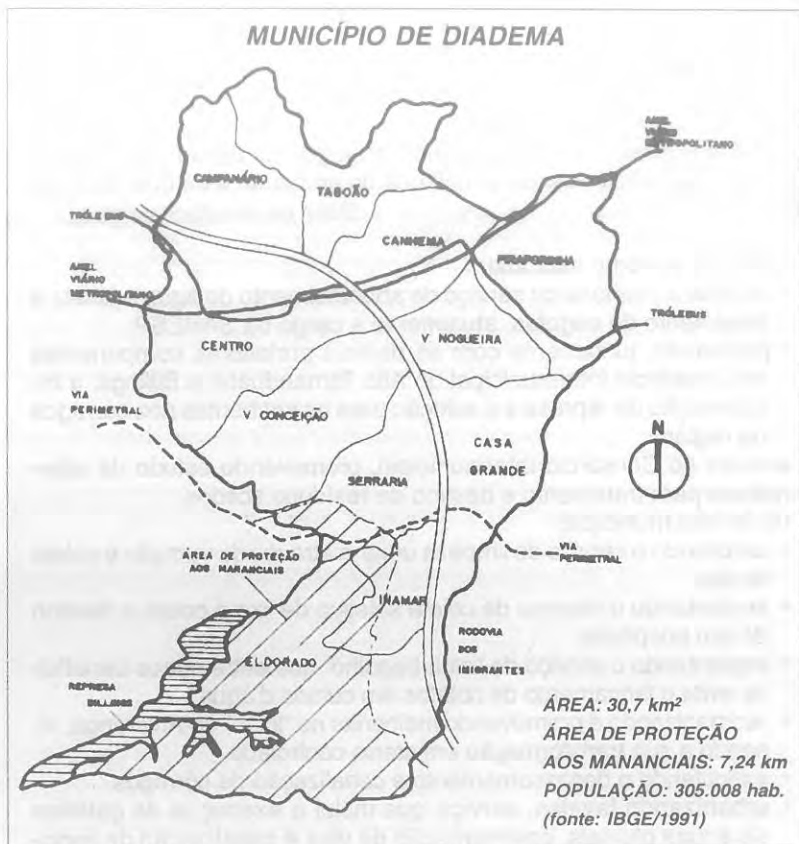 MUNICÍPIO DE DIADEMA
ANEL
VIÁRIO
METROPOLITANO
CAMPANÁRIO
TABOÃO
TRÓLEBUS
CANHEMA
PIRAPORINHA
ANEL
VIÁRIO
METROPOLITANO
TRÓLEBUS
CENTRO
V. NOGUEIRA
VIA
PERIMETRAL
CONCEIÇÃO
CASA
GRANDE
N
SERRARIA
VIA
PERIMETRAL
ÁREA DE PROTEÇÃO
AOS MANANCIAIS
INAMAR
RODOVIA
DOS
IMIGRANTES
ELDORADO
REPRESA
BILLINGS
ÁREA: 30,7 km²
ÁREA DE PROTEÇÃO
AOS MANANCIAIS: 7,24 km
POPULAÇÃO: 305.008 hab.
(fonte: IBGE/1991)